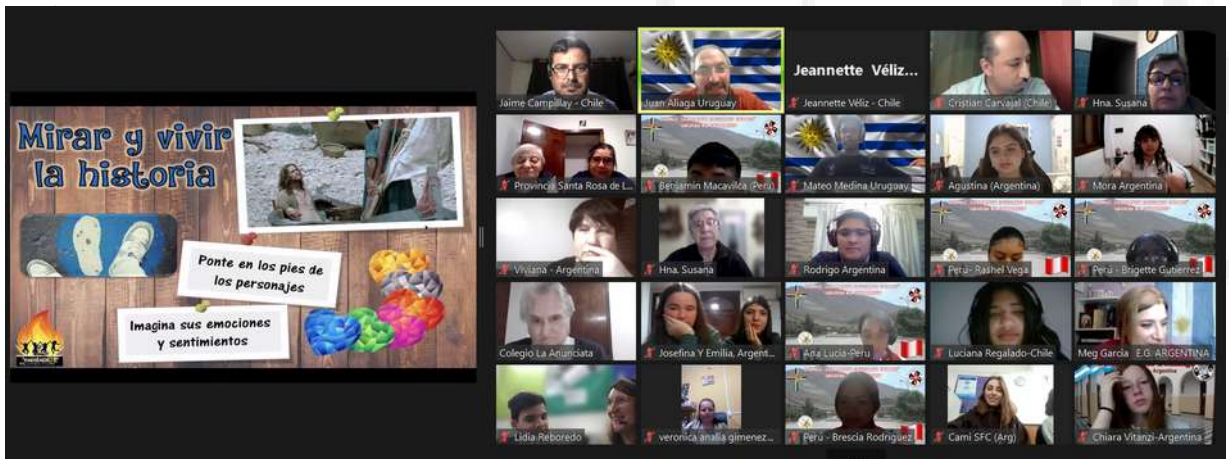 Mirar y vivir
la historia
Ponte en los pies de
los personajes
Imagina sus emociones
y sentimientos
Jaime Campillay - Chile
Juan Aliaga Uruguay
Jeannette Véliz...
Jeannette Véliz - Chile
Cristian Carvajal (Chile)
Hna. Susana
Provincia Santa Rosa de L...
Benjamin Macavilca (Perú)
Mateo Medina Uruguay
Agustina (Argentina)
Mora Argentina
Viviana - Argentina
Hna. Susana
Rodrigo Argentina
Perú- Rashel Vega
Perú - Brigette Gutierrez
Colegio La Anunciata
Josefina Y Emilia, Argent...
Ana Lucia-Peru
Luciana Regalado-Chile
Meg García E.G. ARGENTINA
Lidia Reboredo
veronica analia gimenez...
Perú - Brescia Rodriguez
Cami SFC (Arg)
Argentina
Chiara Vitanzi-Argentina